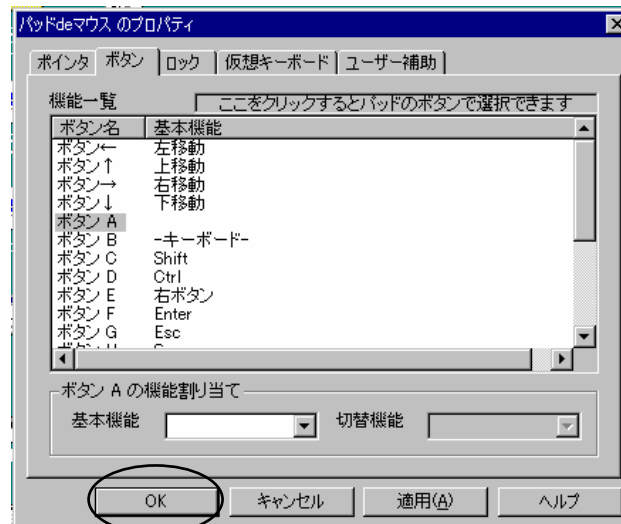 パッドdeマウス のプロパティ
ポインタ ボタン ロック 仮想キーボード ユーザー補助
機能一覧 ここをクリックするとパッドのボタンで選択できます
ボタン名 基本機能
ボタン← 左移動
ボタン↑ 上移動
ボタン→ 右移動
ボタン↓ 下移動
ボタン A
ボタン B -キーボード-
ボタン C Shift
ボタン D Ctrl
ボタン E 右ボタン
ボタン F Enter
ボタン G Esc
ボタン A の機能割り当て
基本機能 切替機能
OK キャンセル 適用(A) ヘルプ